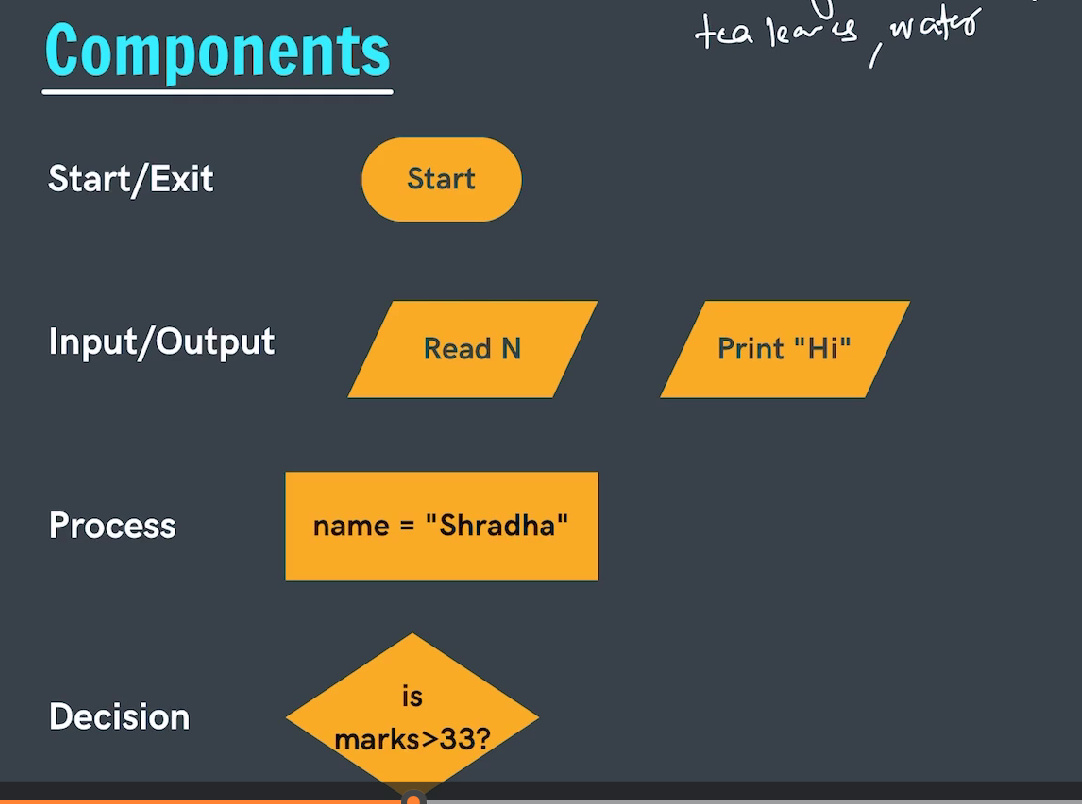 tea leaves, water
Components
Start/Exit
Start
Input/Output
Read N
Print "Hi"
Process
name = "Shradha"
Decision
is
marks>33?